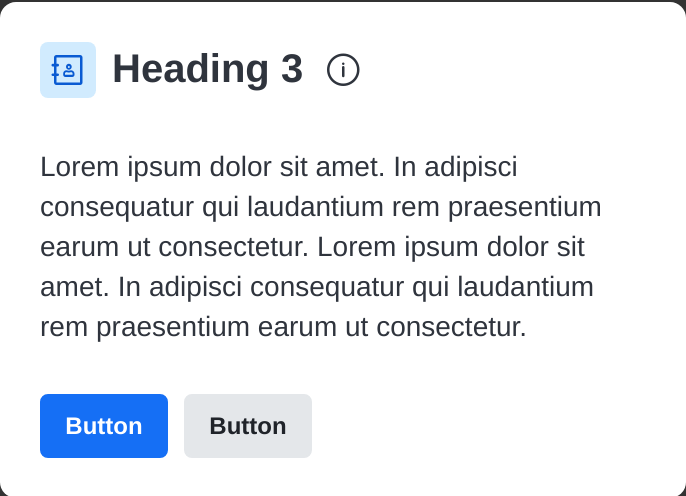 Heading 3
Lorem ipsum dolor sit amet. In adipisci
consequatur qui laudantium rem praesentium
earum ut consectetur. Lorem ipsum dolor sit
amet. In adipisci consequatur qui laudantium
rem praesentium earum ut consectetur.
Button Button